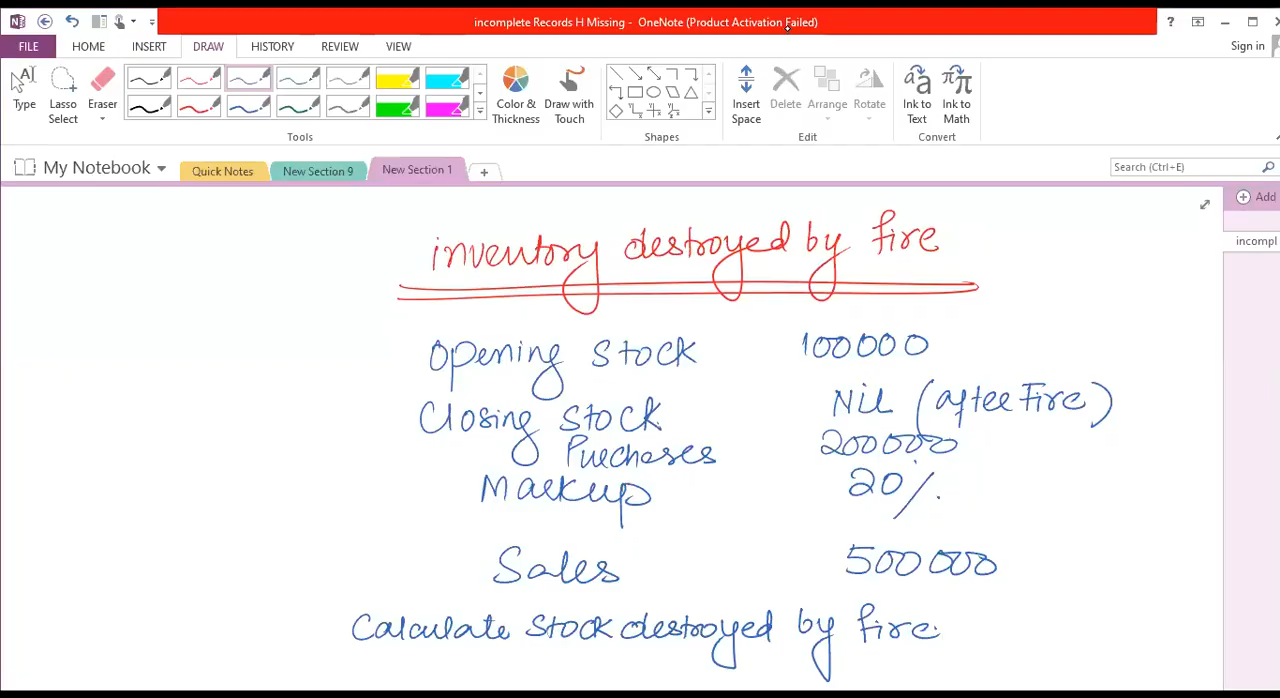 incomplete Records H Missing - OneNote (Product Activation Failed)
?
FILE HOME INSERT DRAW HISTORY REVIEW VIEW
Sign in
Type Lasso Select Eraser Color & Thickness Draw with Touch Insert Space Delete Arrange Rotate Ink to Text Ink to Math
Tools Shapes Edit Convert
My Notebook Quick Notes New Section 9 New Section 1 Search (Ctrl+E)
Add
incompl
inventory destroyed by fire
Opening Stock 100000
Closing Stock Nil (after Fire)
Purchases 200000
Markup 20%
Sales 500000
Calculate Stock destroyed by fire.